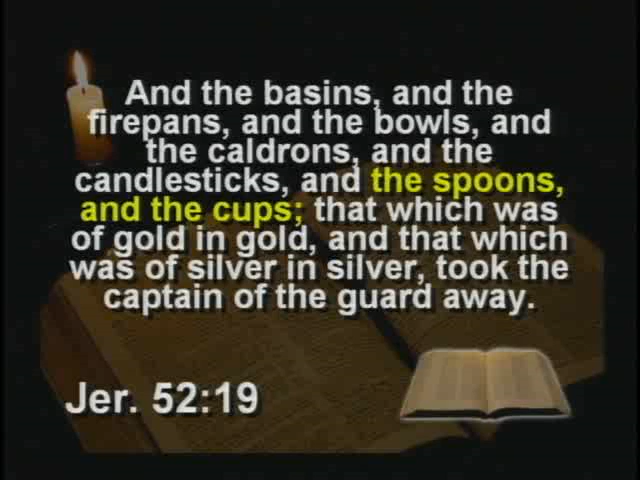 And the basins, and the
firepans, and the bowls, and
the caldrons, and the
candlesticks, and the spoons,
and the cups; that which was
of gold in gold, and that which
was of silver in silver, took the
captain of the guard away.
Jer. 52:19